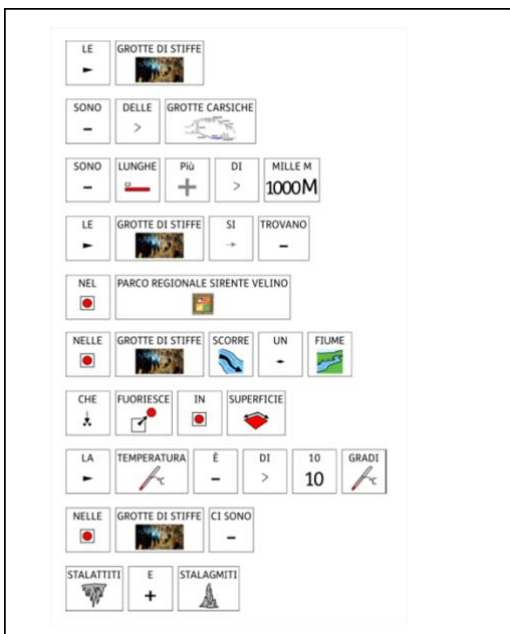 LE GROTTE DI STIFFE
SONO DELLE GROTTE CARSICHE
SONO LUNGHE Più DI MILLE M
1000M
LE GROTTE DI STIFFE SI TROVANO
NEL PARCO REGIONALE SIRENTE VELINO
NELLE GROTTE DI STIFFE SCORRE UN FIUME
CHE FUORIESCE IN SUPERFICIE
LA TEMPERATURA È DI 10 GRADI
10
NELLE GROTTE DI STIFFE CI SONO
STALATTITI E STALAGMITI